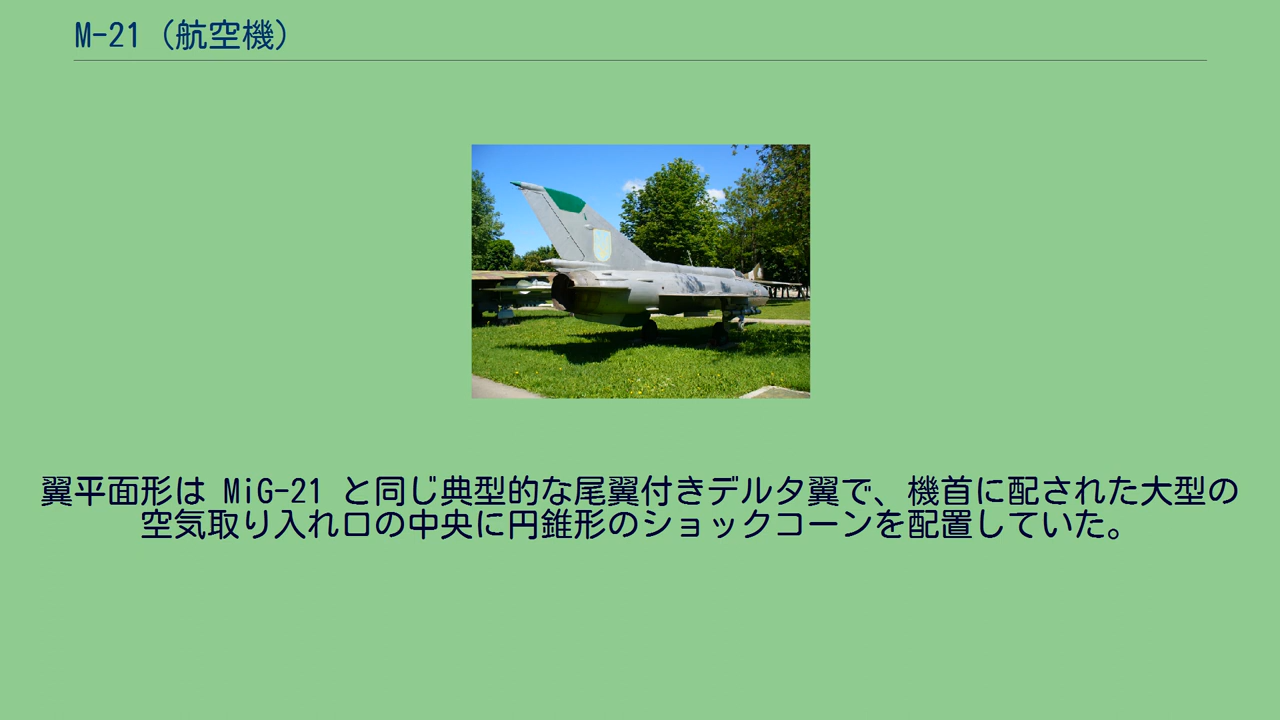 M-21 (航空機)
翼平面形は MiG-21 と同じ典型的な尾翼付きデルタ翼で、機首に配された大型の
空気取り入れ口の中央に円錐形のショックコーンを配置していた。